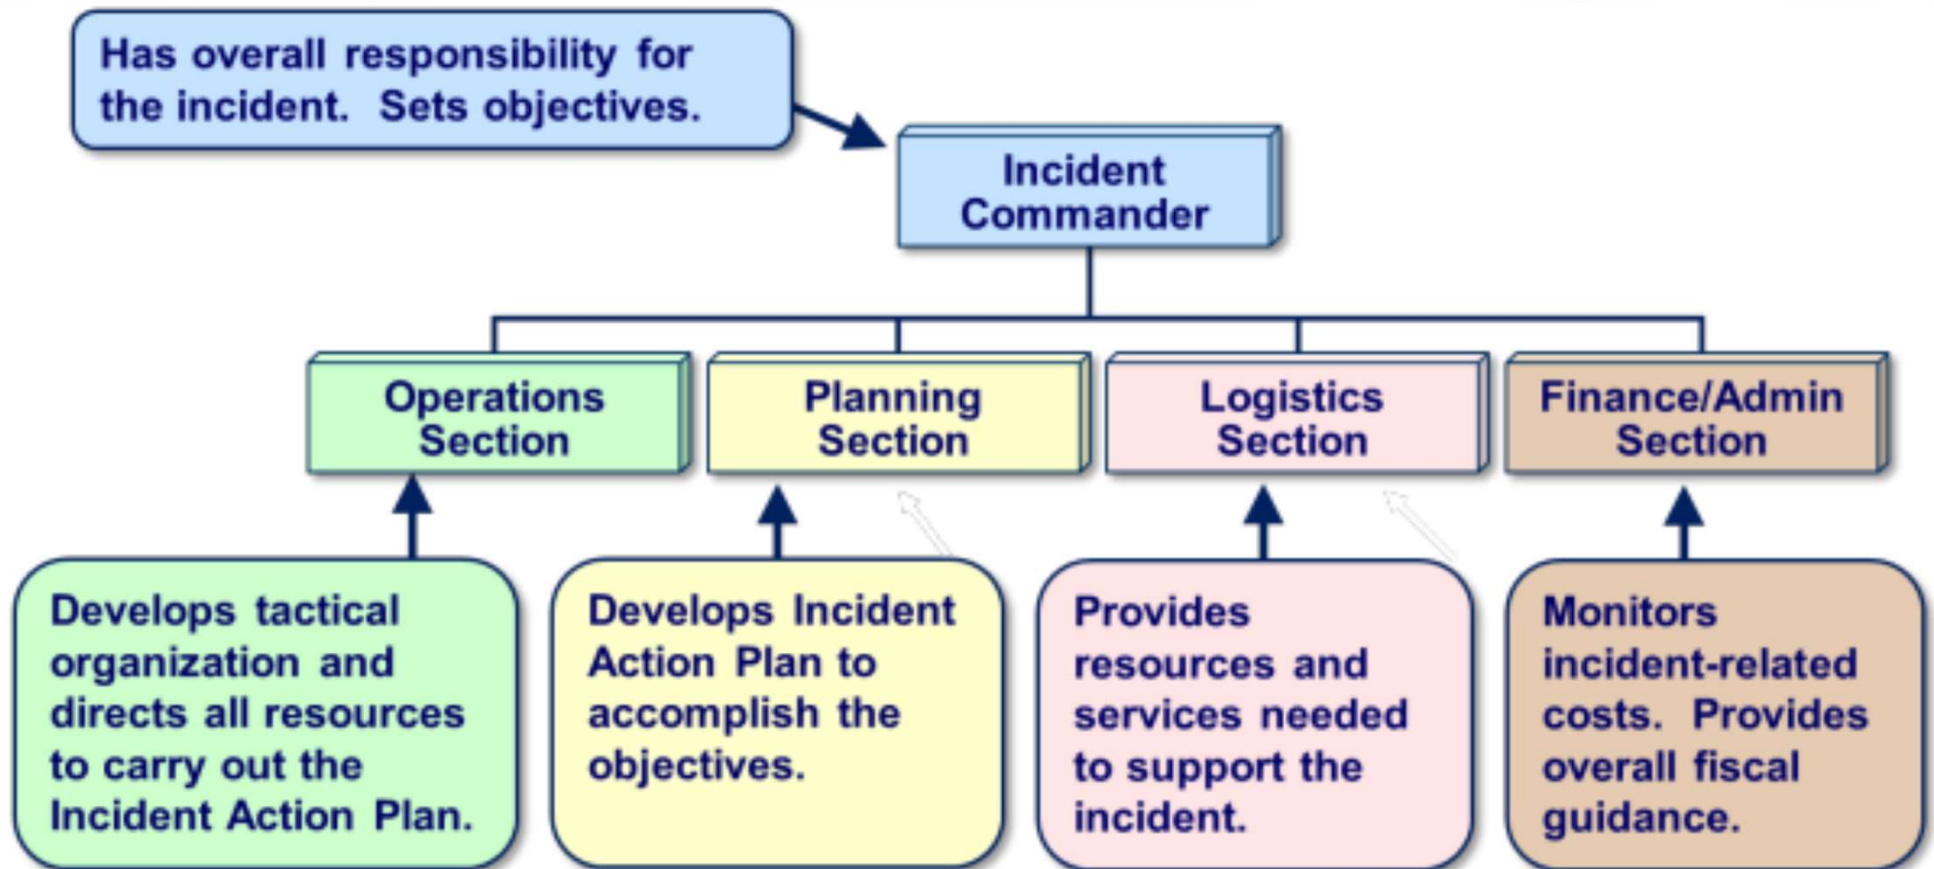 Has overall responsibility for
the incident.  Sets objectives.
Incident
Commander
Operations
Section
Planning
Section
Logistics
Section
Finance/Admin
Section
Develops tactical
organization and
directs all resources
to carry out the
Incident Action Plan.
Develops Incident
Action Plan to
accomplish the
objectives.
Provides
resources and
services needed
to support the
incident.
Monitors
incident-related
costs.  Provides
overall fiscal
guidance.